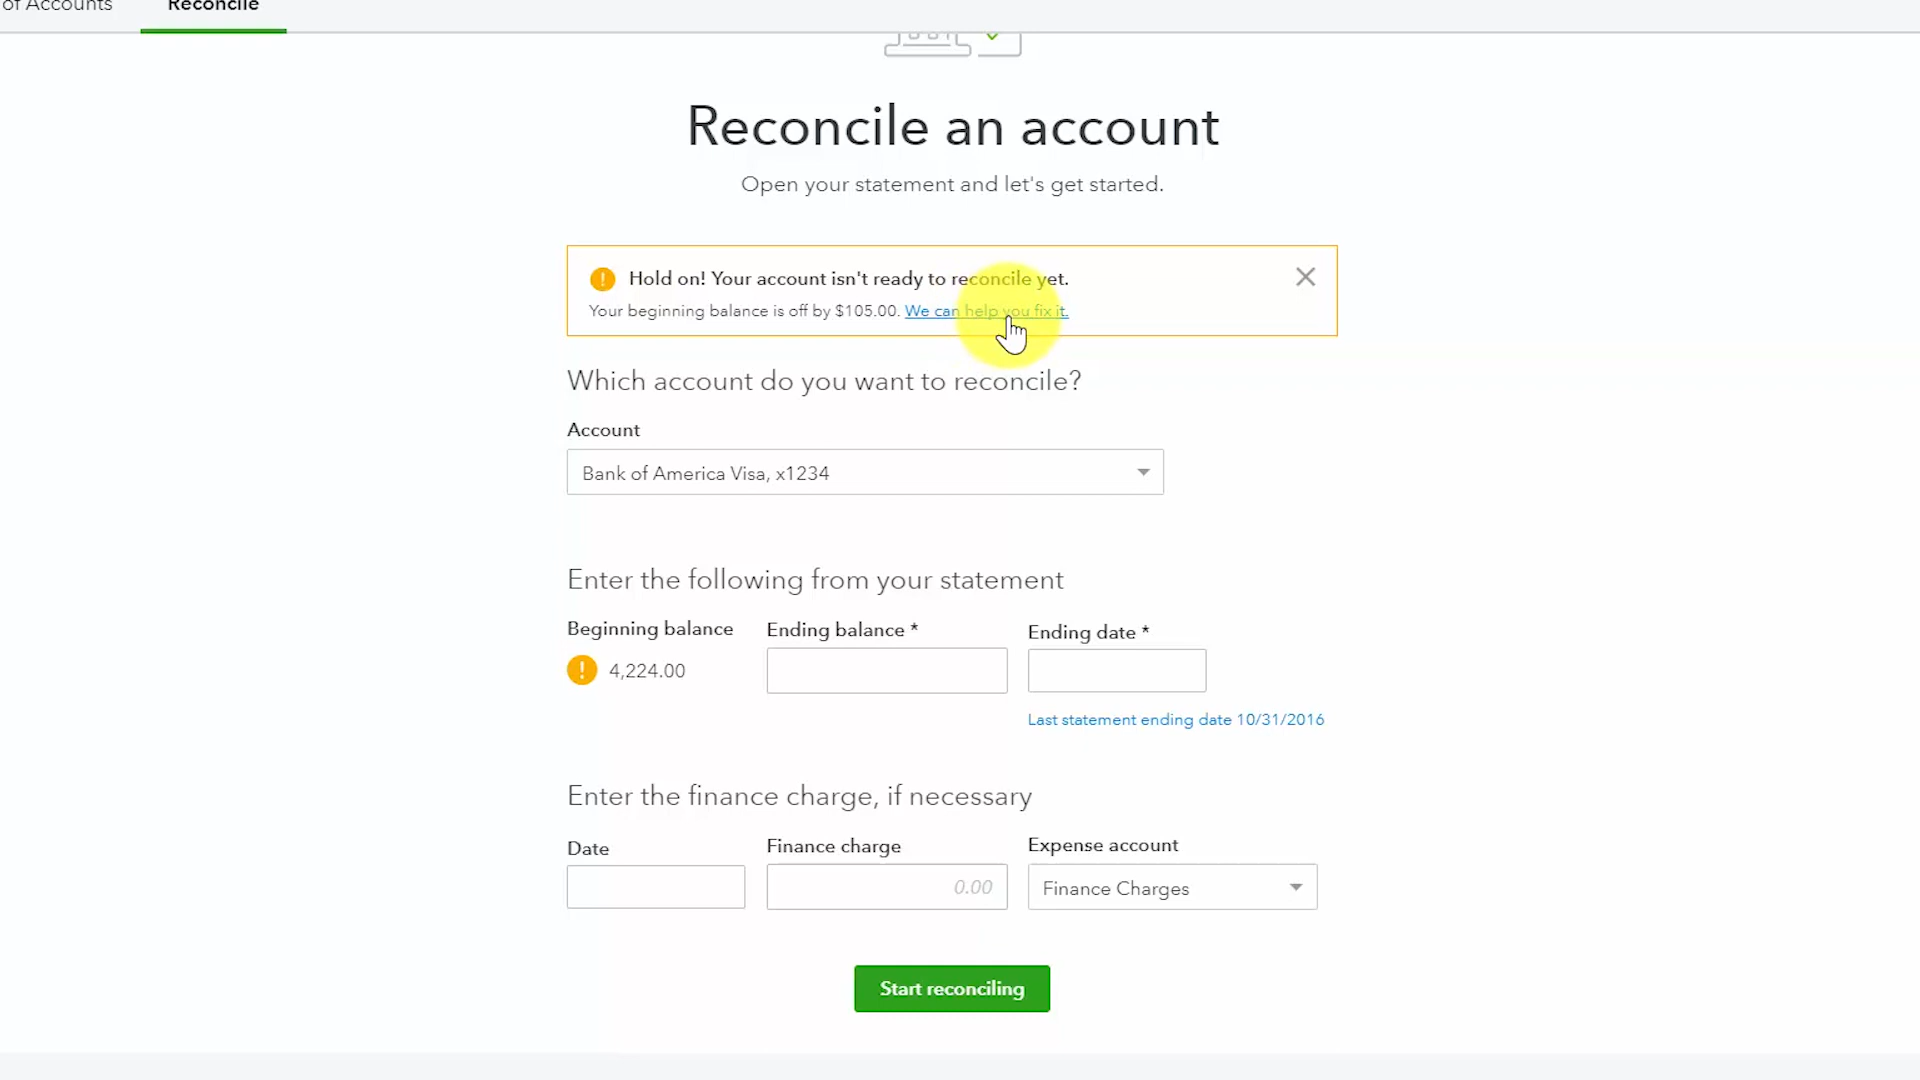 of Accounts
Reconcile
Reconcile an account
Open your statement and let's get started.
Hold on! Your account isn't ready to reconcile yet.
Your beginning balance is off by $105.00. We can help you fix it.
Which account do you want to reconcile?
Account
Bank of America Visa, x1234
Enter the following from your statement
Beginning balance
Ending balance *
Ending date *
4,224.00
Last statement ending date 10/31/2016
Enter the finance charge, if necessary
Date
Finance charge
Expense account
0.00
Finance Charges
Start reconciling